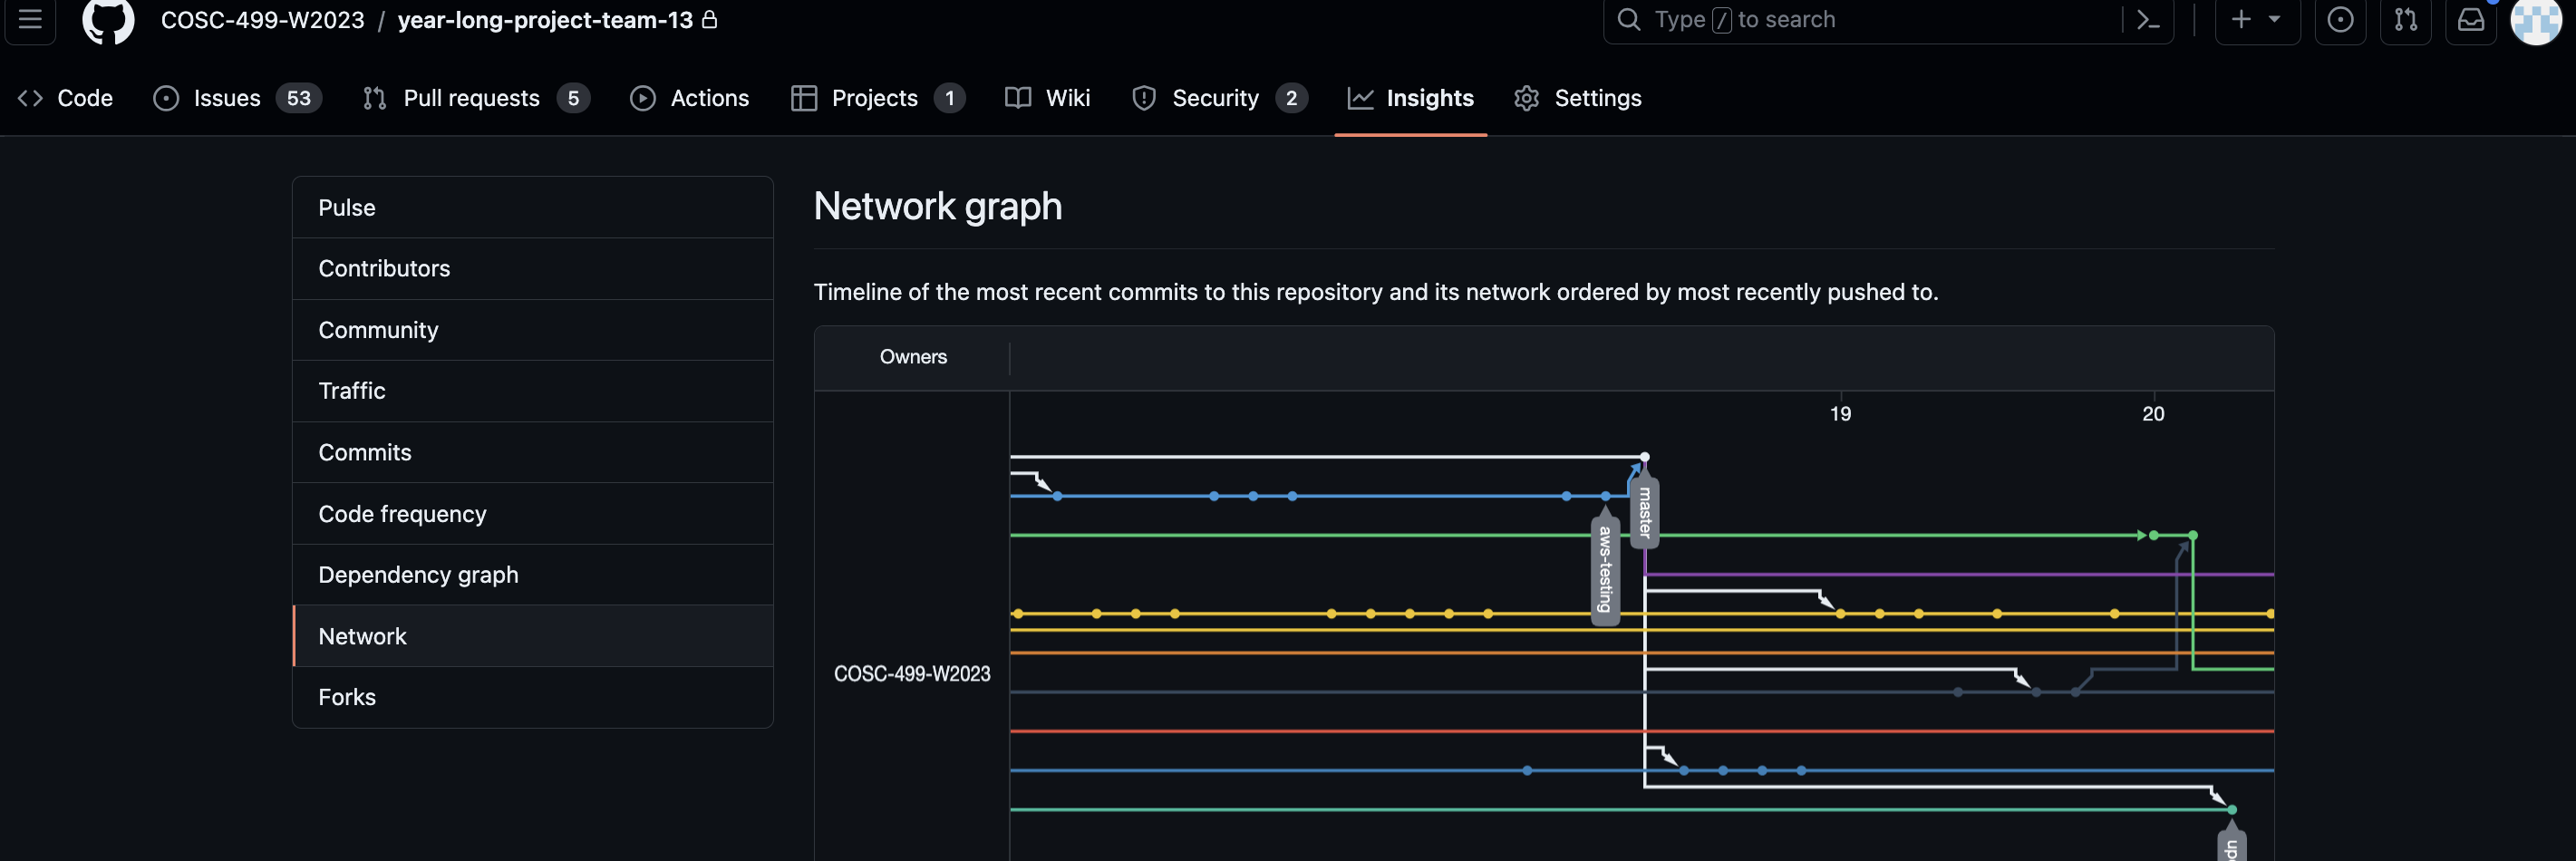 COSC-499-W2023 / year-long-project-team-13
Type / to search
Code
Issues 53
Pull requests 5
Actions
Projects 1
Wiki
Security 2
Insights
Settings
Pulse
Contributors
Community
Traffic
Commits
Code frequency
Dependency graph
Network
Forks
Network graph
Timeline of the most recent commits to this repository and its network ordered by most recently pushed to.
Owners
19
20
master
aws-testing
COSC-499-W2023